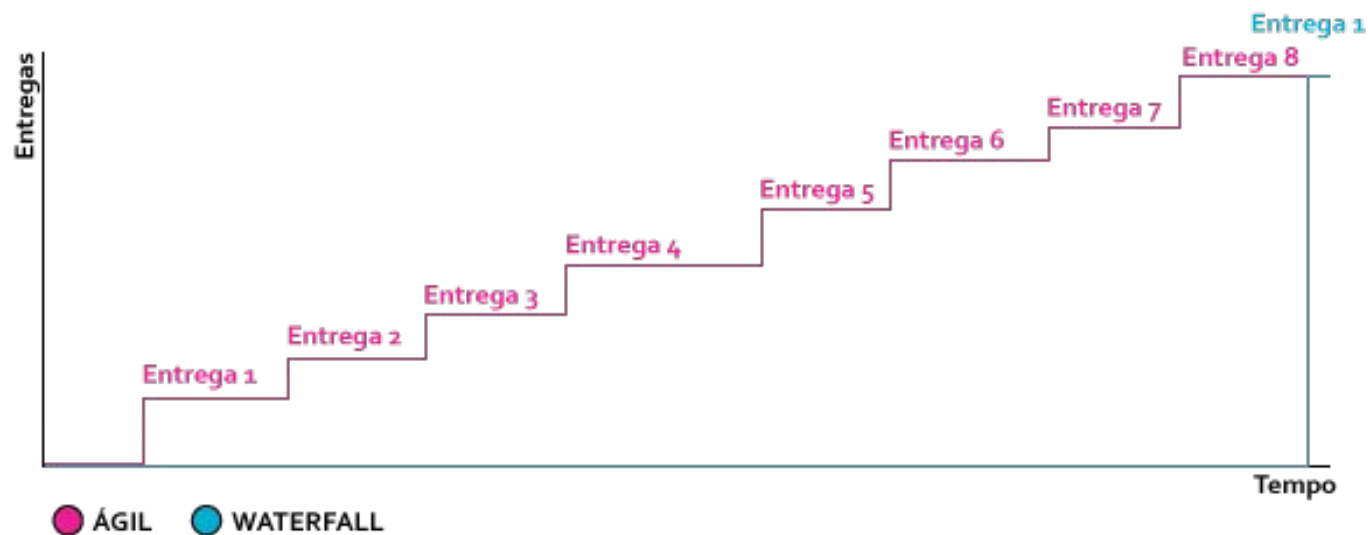 Entrega 1
Entrega 8
Entregas
Entrega 7
Entrega 6
Entrega 5
Entrega 4
Entrega 3
Entrega 2
Entrega 1
Tempo
ÁGIL WATERFALL